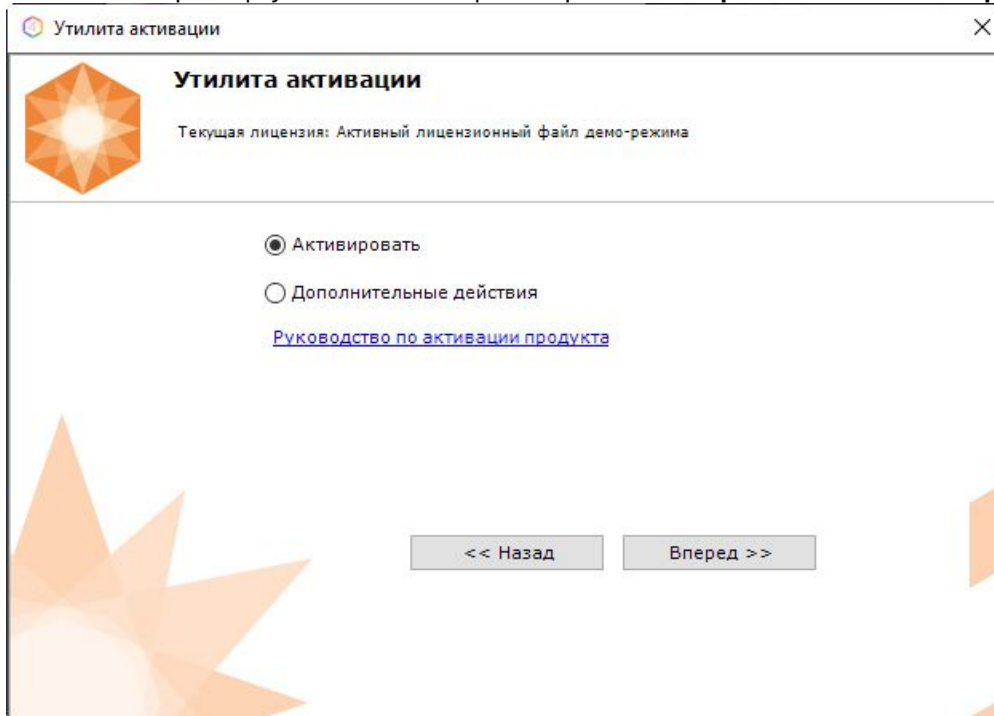 Утилита активации
Утилита активации
Текущая лицензия: Активный лицензионный файл демо-режима
Активировать
Дополнительные действия
Руководство по активации продукта
<< Назад
Вперед >>